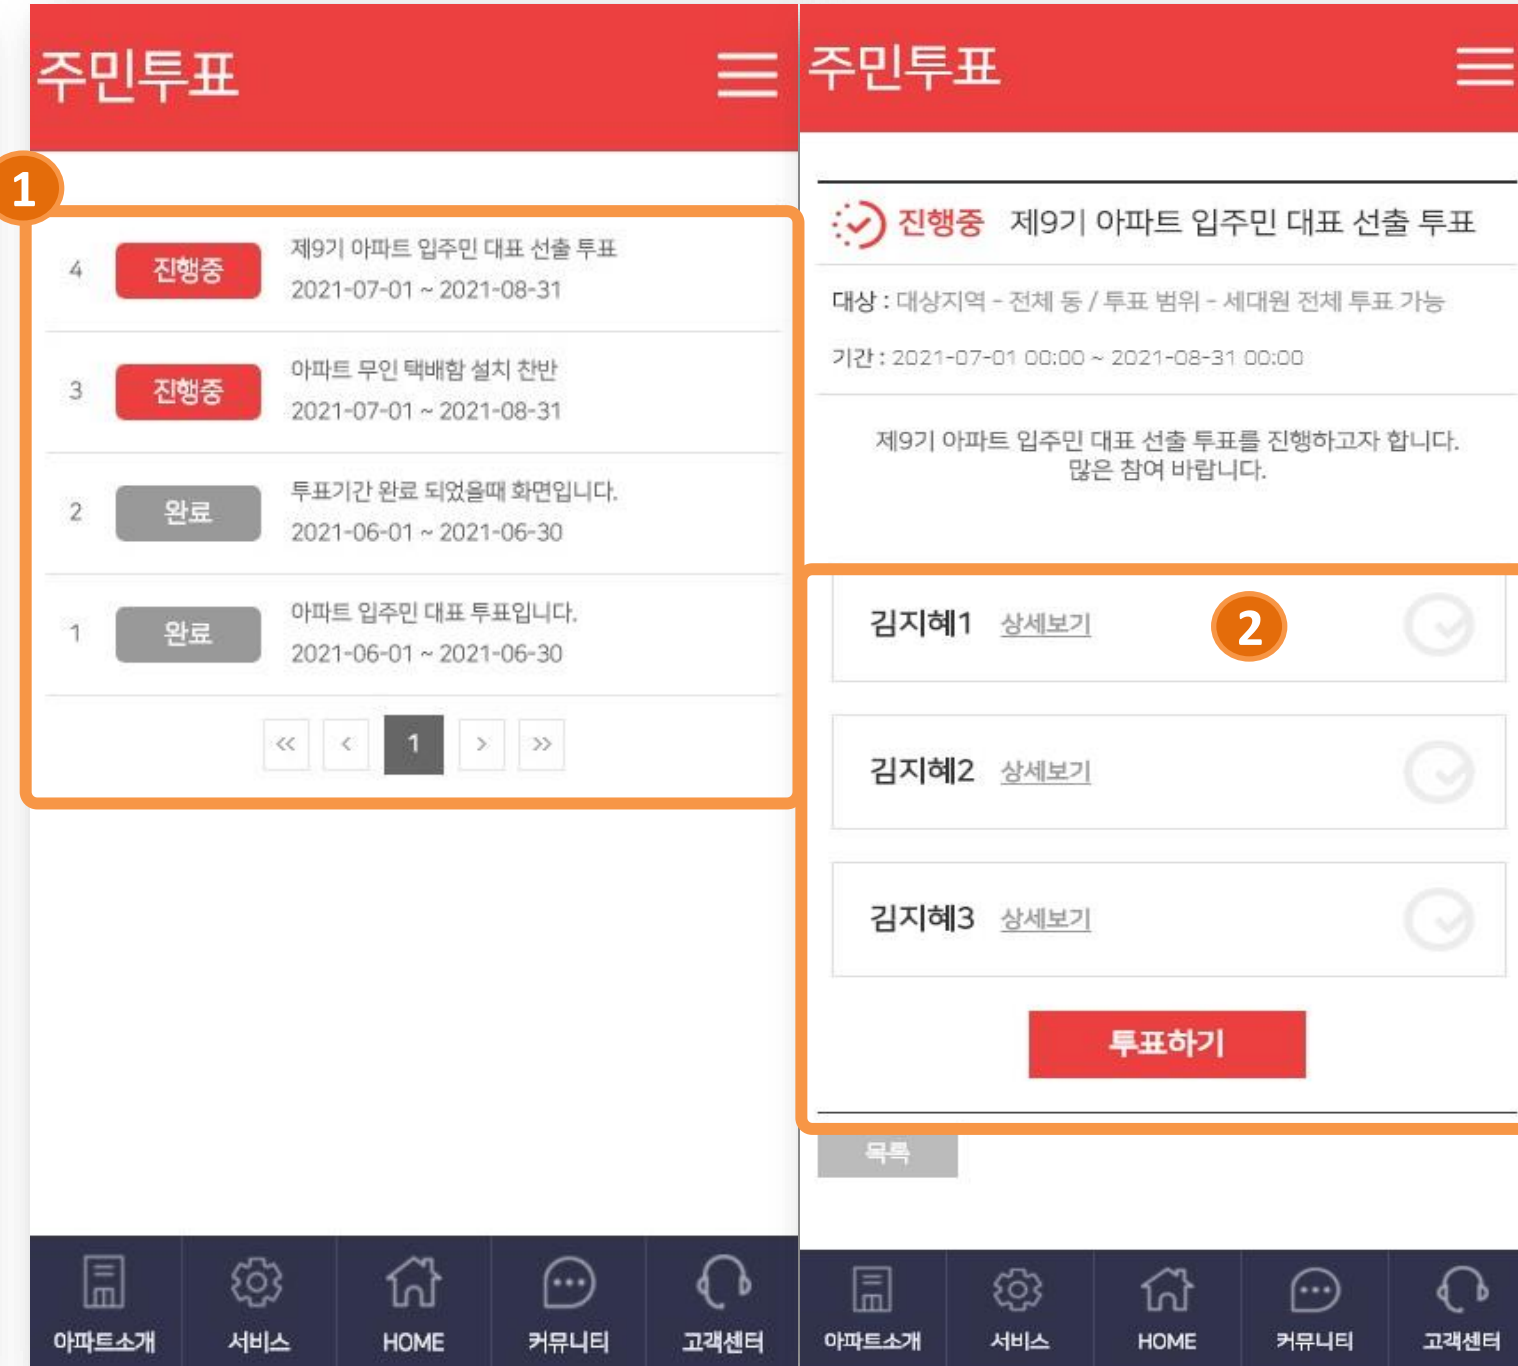 주민투표
1
4
진행중
제9기 아파트 입주민 대표 선출 투표
2021-07-01 ~ 2021-08-31
3
진행중
아파트 무인 택배함 설치 찬반
2021-07-01 ~ 2021-08-31
2
완료
투표기간 완료 되었을때 화면입니다.
2021-06-01 ~ 2021-06-30
1
완료
아파트 입주민 대표 투표입니다.
2021-06-01 ~ 2021-06-30
<< < 1 > >>
아파트소개 서비스 HOME 커뮤니티 고객센터
주민투표
진행중 제9기 아파트 입주민 대표 선출 투표
대상 : 대상지역 - 전체 동 / 투표 범위 - 세대원 전체 투표 가능
기간 : 2021-07-01 00:00 ~ 2021-08-31 00:00
제9기 아파트 입주민 대표 선출 투표를 진행하고자 합니다.
많은 참여 바랍니다.
김지혜1 상세보기
2
김지혜2 상세보기
김지혜3 상세보기
투표하기
목록
아파트소개 서비스 HOME 커뮤니티 고객센터